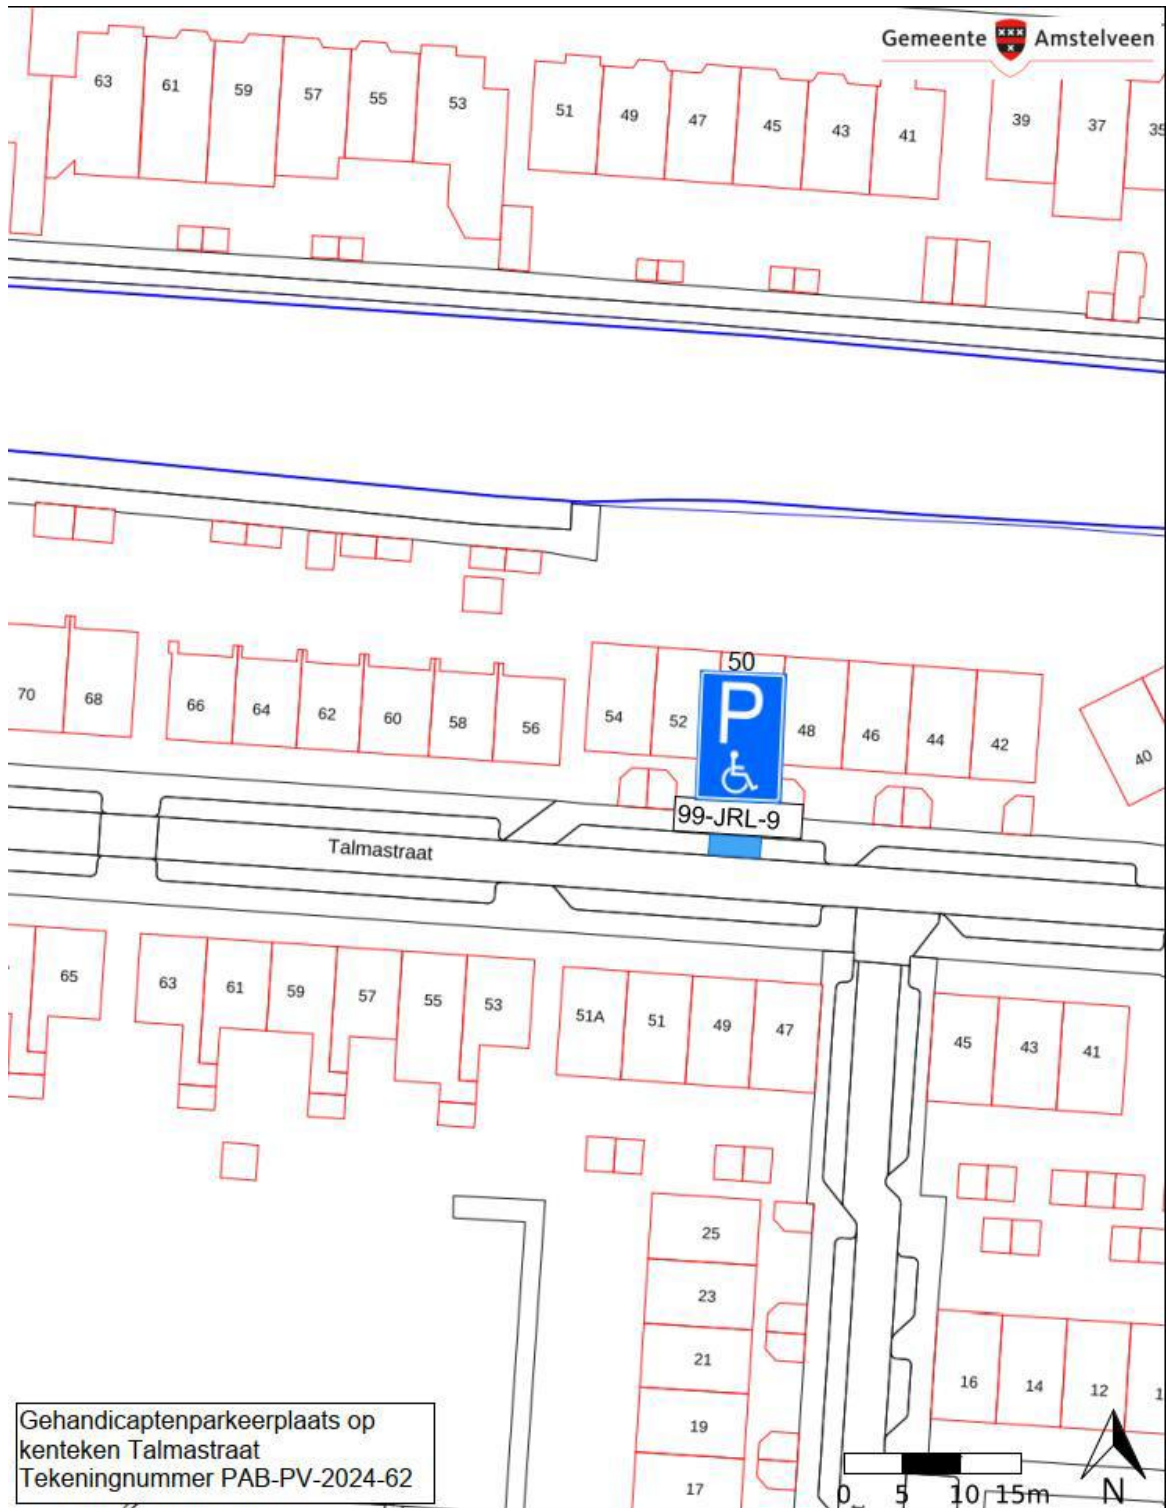 Gemeente Amstelveen
63 61 59 57 55 53 51 49 47 45 43 41 39 37 35
50
70 68 66 64 62 60 58 56 54 52 48 46 44 42 40
P
99-JRL-9
Talmastraat
65 63 61 59 57 55 53 51A 51 49 47 45 43 41
25
23
21
16 14 12
19
17
Gehandicaptenparkeerplaats op
kenteken Talmastraat
Tekeningnummer PAB-PV-2024-62
0 5 10 15m
N